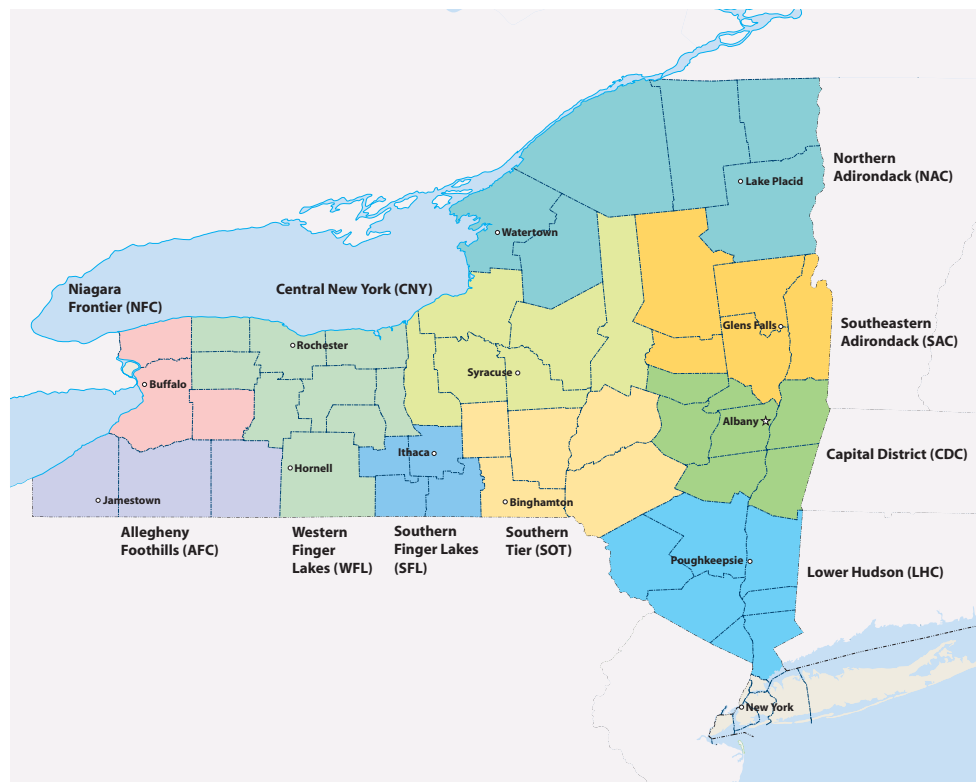 Lake Placid
Northern
Adirondack (NAC)
Watertown
Niagara
Frontier (NFC)
Central New York (CNY)
Glens Falls
Southeastern
Adirondack (SAC)
Rochester
Syracuse
Buffalo
Albany
Ithaca
Capital District (CDC)
Hornell
Jamestown
Binghamton
Allegheny
Foothills (AFC)
Western
Finger
Lakes (WFL)
Southern
Finger Lakes
(SFL)
Southern
Tier (SOT)
Poughkeepsie
Lower Hudson (LHC)
New York